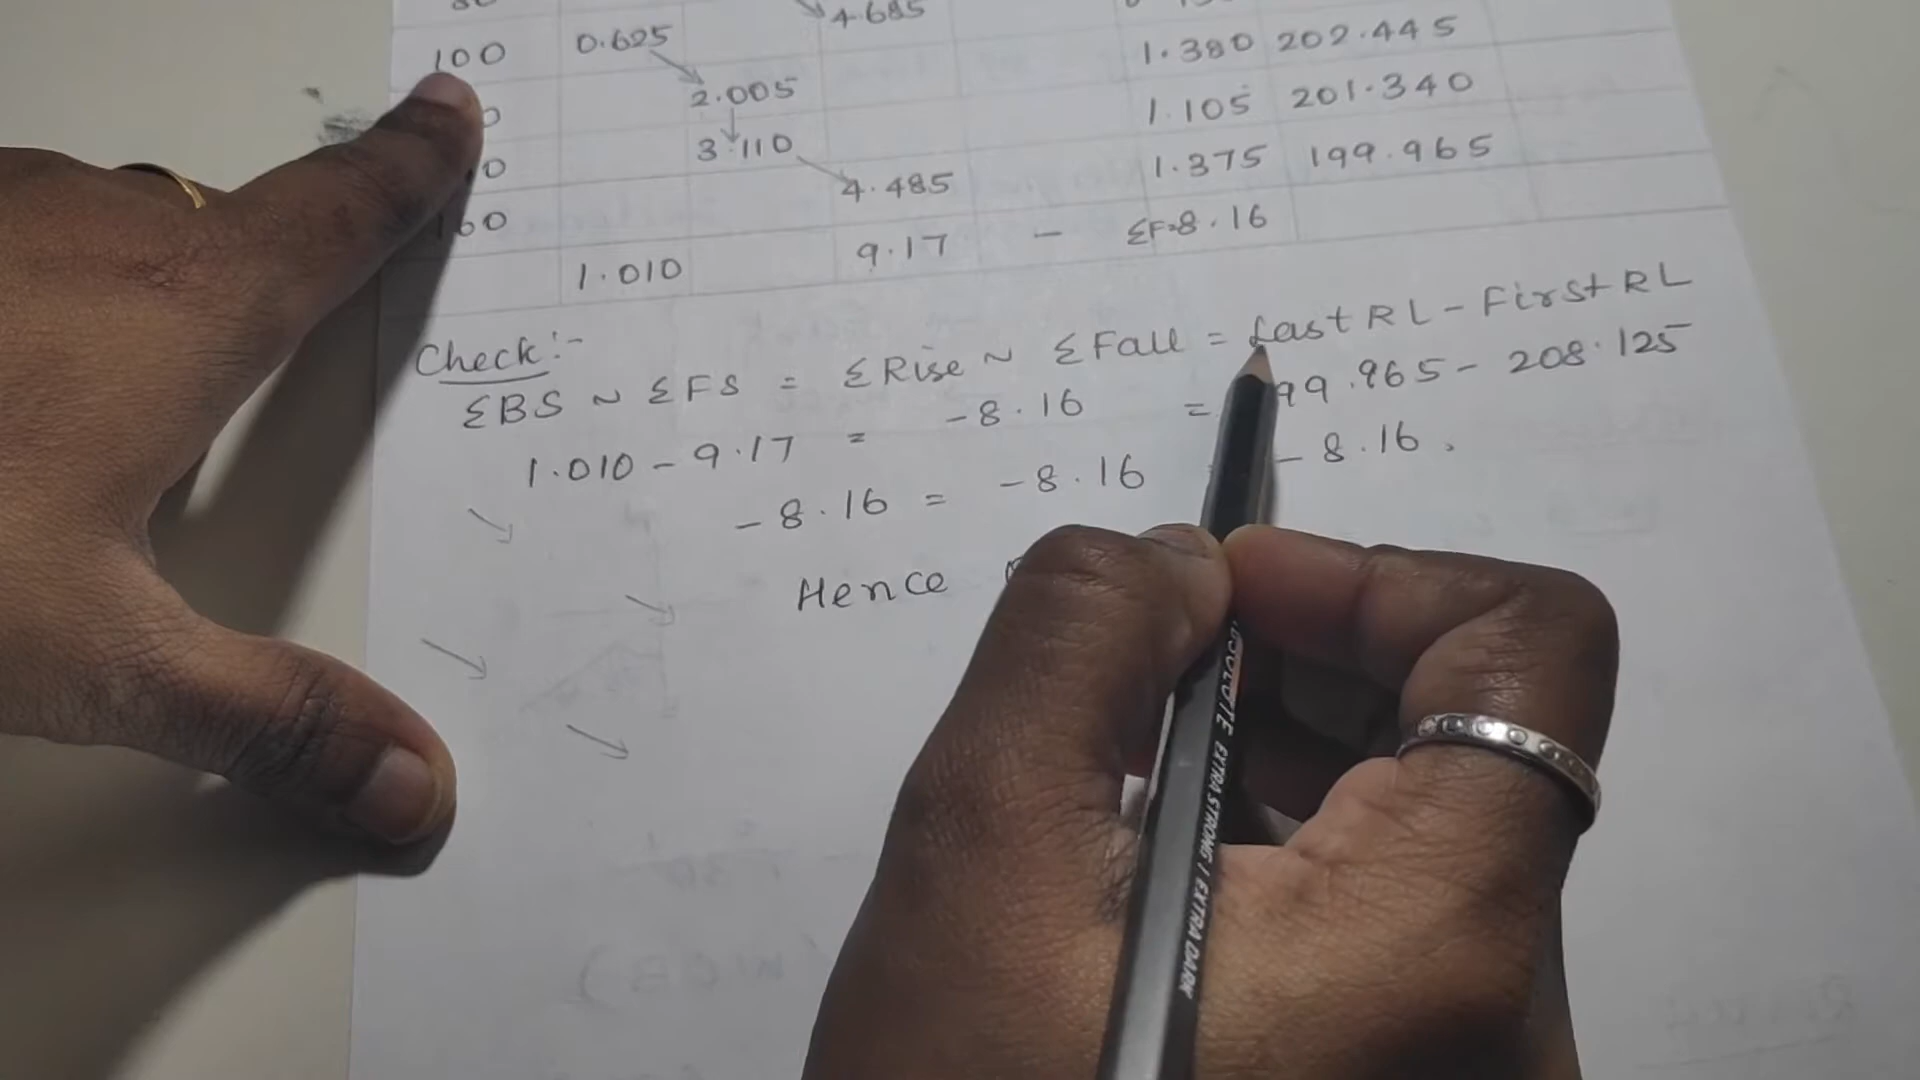 4.685
100 0.625 1.380 202.445
2.005 1.105 201.340
3.110 1.375 199.965
160 4.485
1.010 9.17 - ΣF=8.16
Check:-
ΣBS ~ ΣFS = ΣRise ~ ΣFall = Last RL - First RL
1.010 - 9.17 = -8.16 = 99.965 - 208.125
-8.16 = -8.16 - 8.16.
Hence
EXTRA STRONG / EXTRA DARK